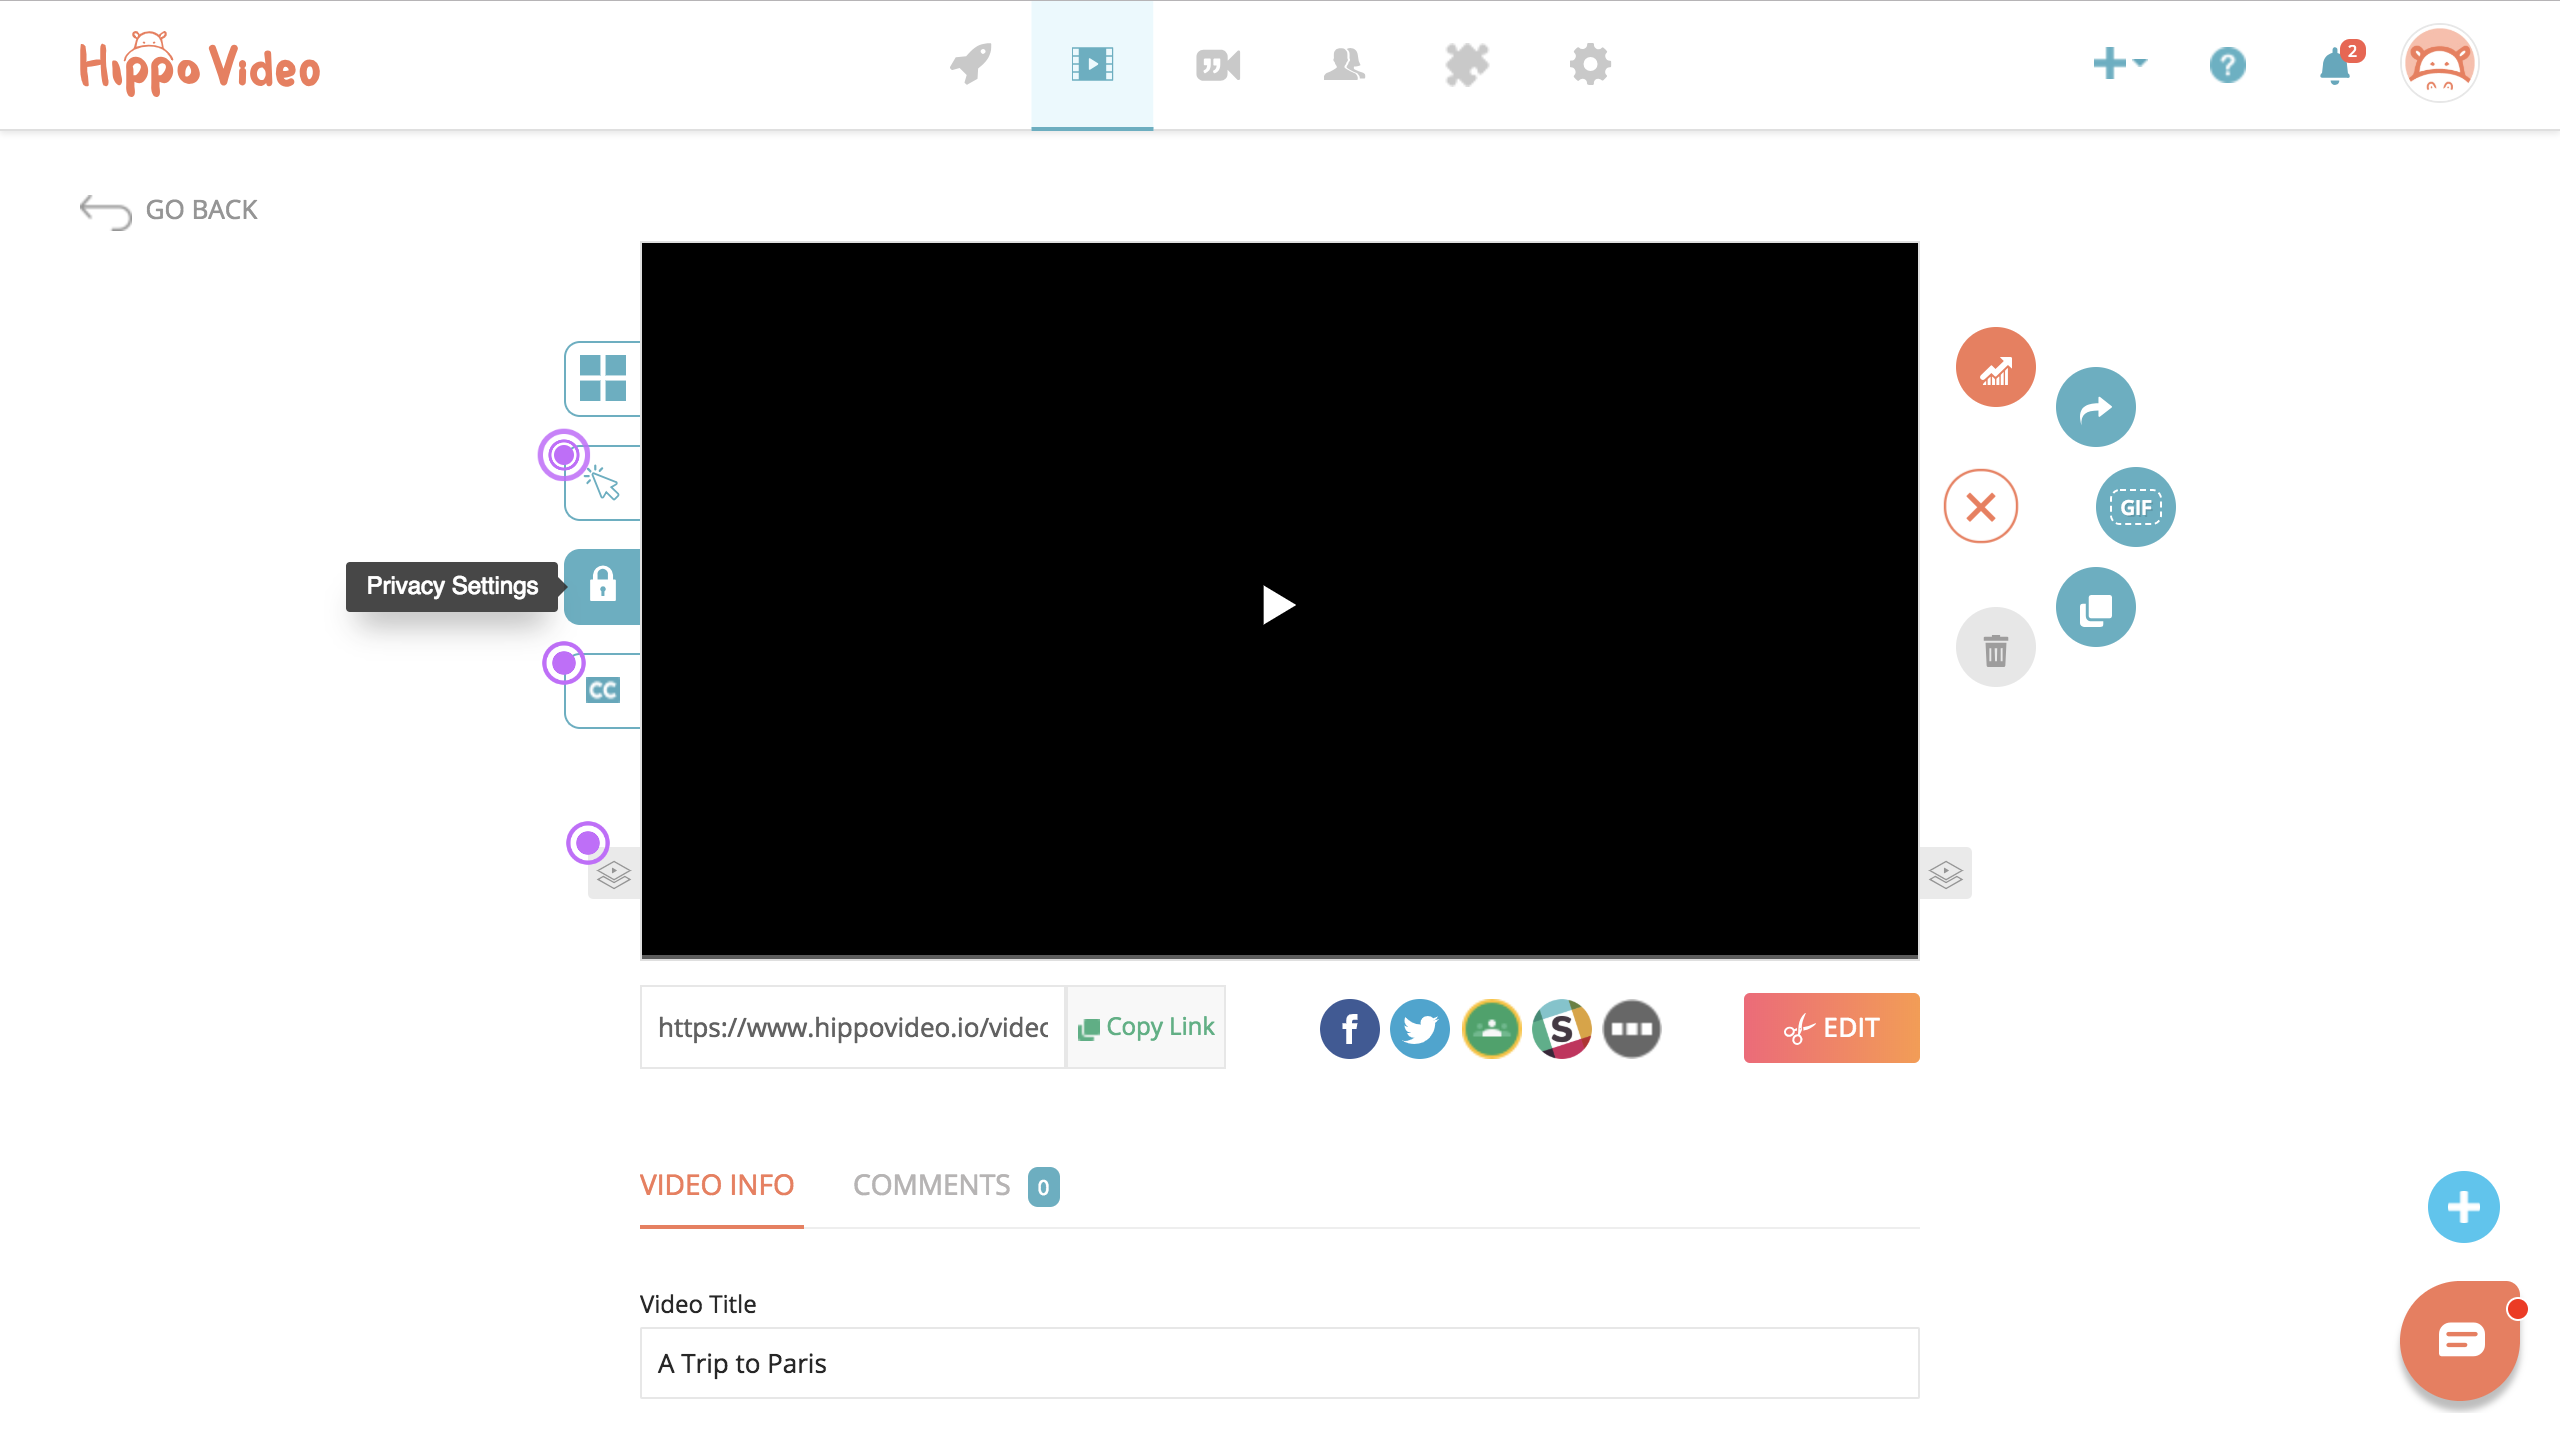 Hippo Video
2
GO BACK
GIF
Privacy Settings
CC
https://www.hippovideo.io/videc
Copy Link
f
S
EDIT
VIDEO INFO
COMMENTS 0
Video Title
A Trip to Paris